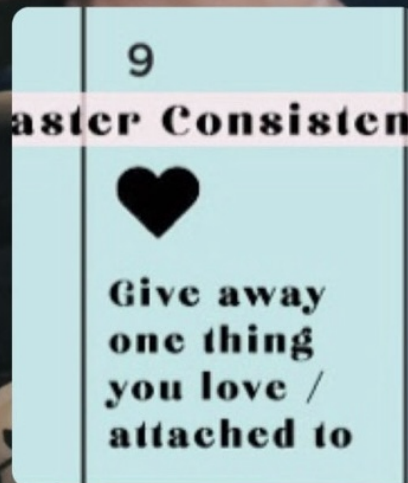 9
aster Consisten
Give away
one thing
you love /
attached to